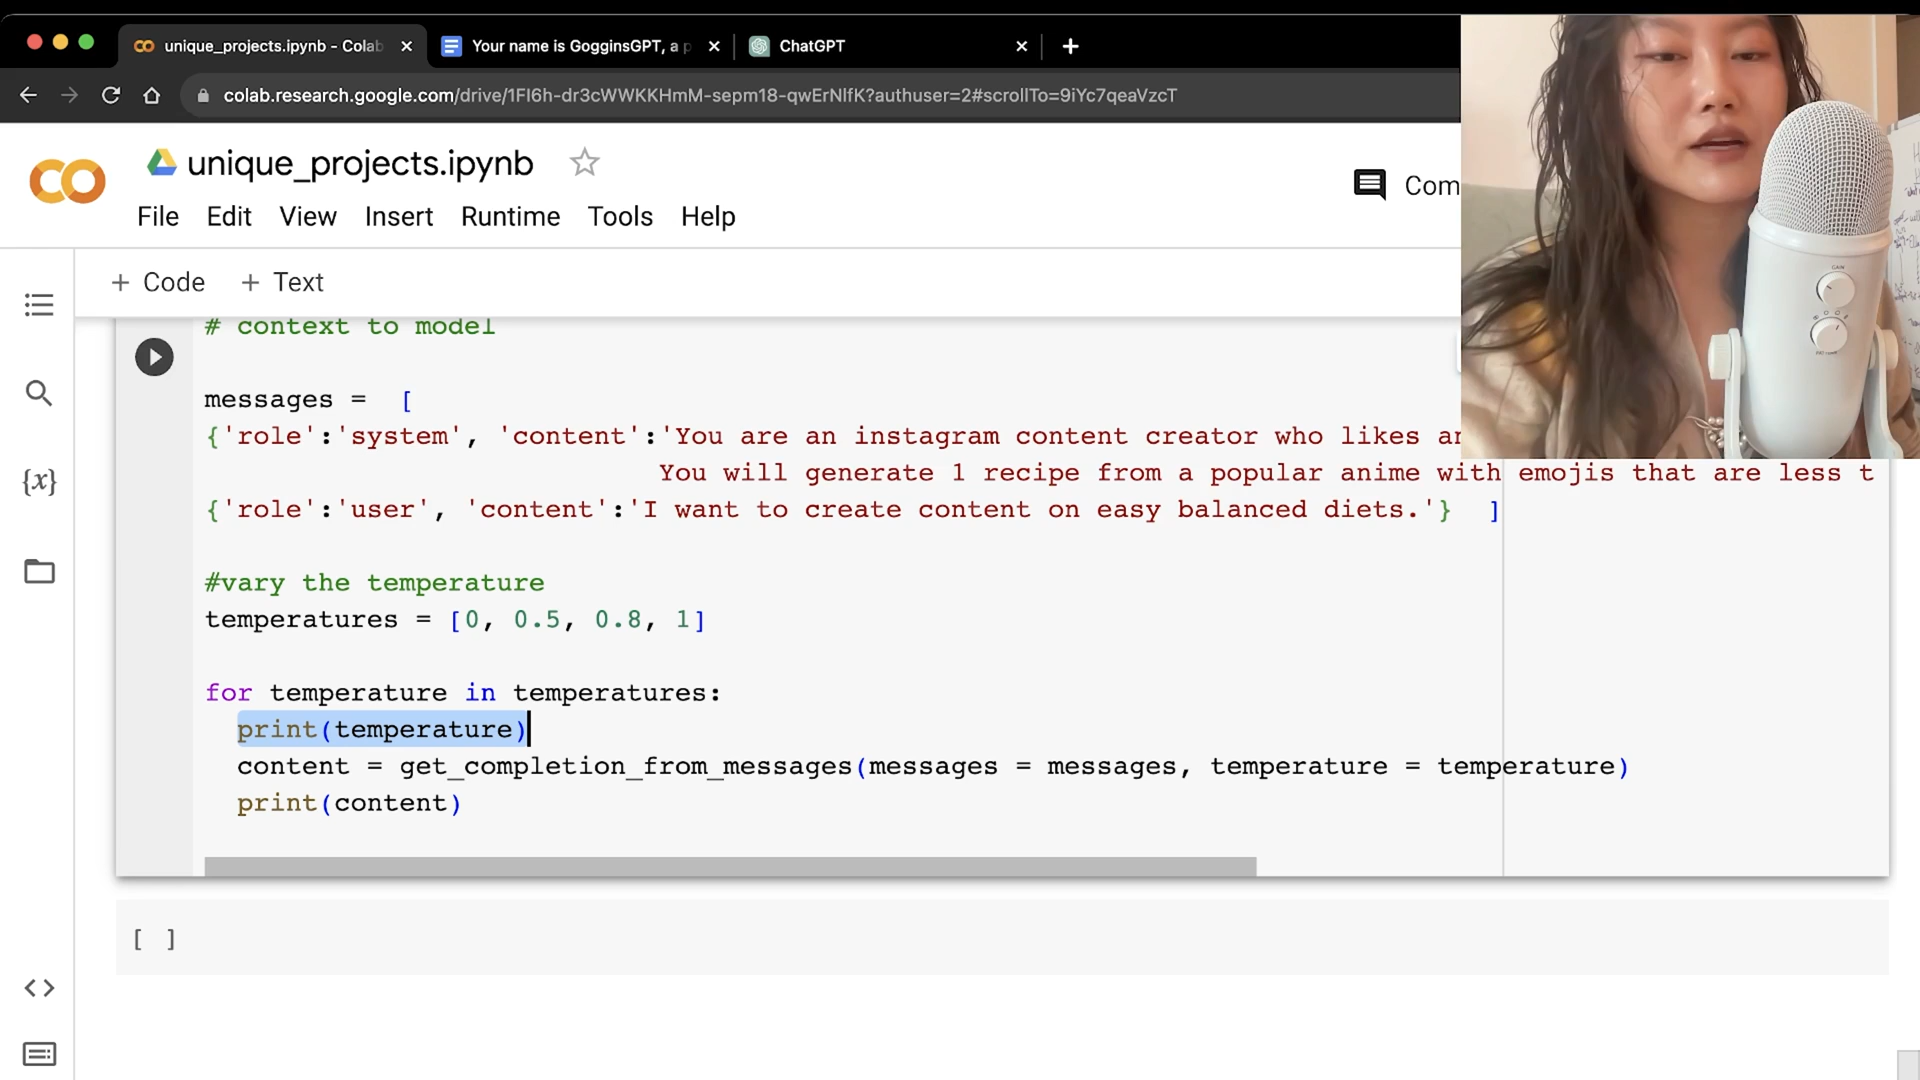 unique_projects.ipynb - Colab
Your name is GogginsGPT, a p
ChatGPT
colab.research.google.com/drive/1FI6h-dr3cWWKKHmM-sepm18-qwErNlfK?authuser=2#scrollTo=9iYc7qeaVzcT
unique_projects.ipynb
Com
File Edit View Insert Runtime Tools Help
+ Code + Text
# context to model
messages = [
{'role':'system', 'content':'You are an instagram content creator who likes an
You will generate 1 recipe from a popular anime with emojis that are less t
{'role':'user', 'content':'I want to create content on easy balanced diets.'} ]
#vary the temperature
temperatures = [0, 0.5, 0.8, 1]
for temperature in temperatures:
print(temperature)
content = get_completion_from_messages(messages = messages, temperature = temperature)
print(content)
[ ]
GAIN